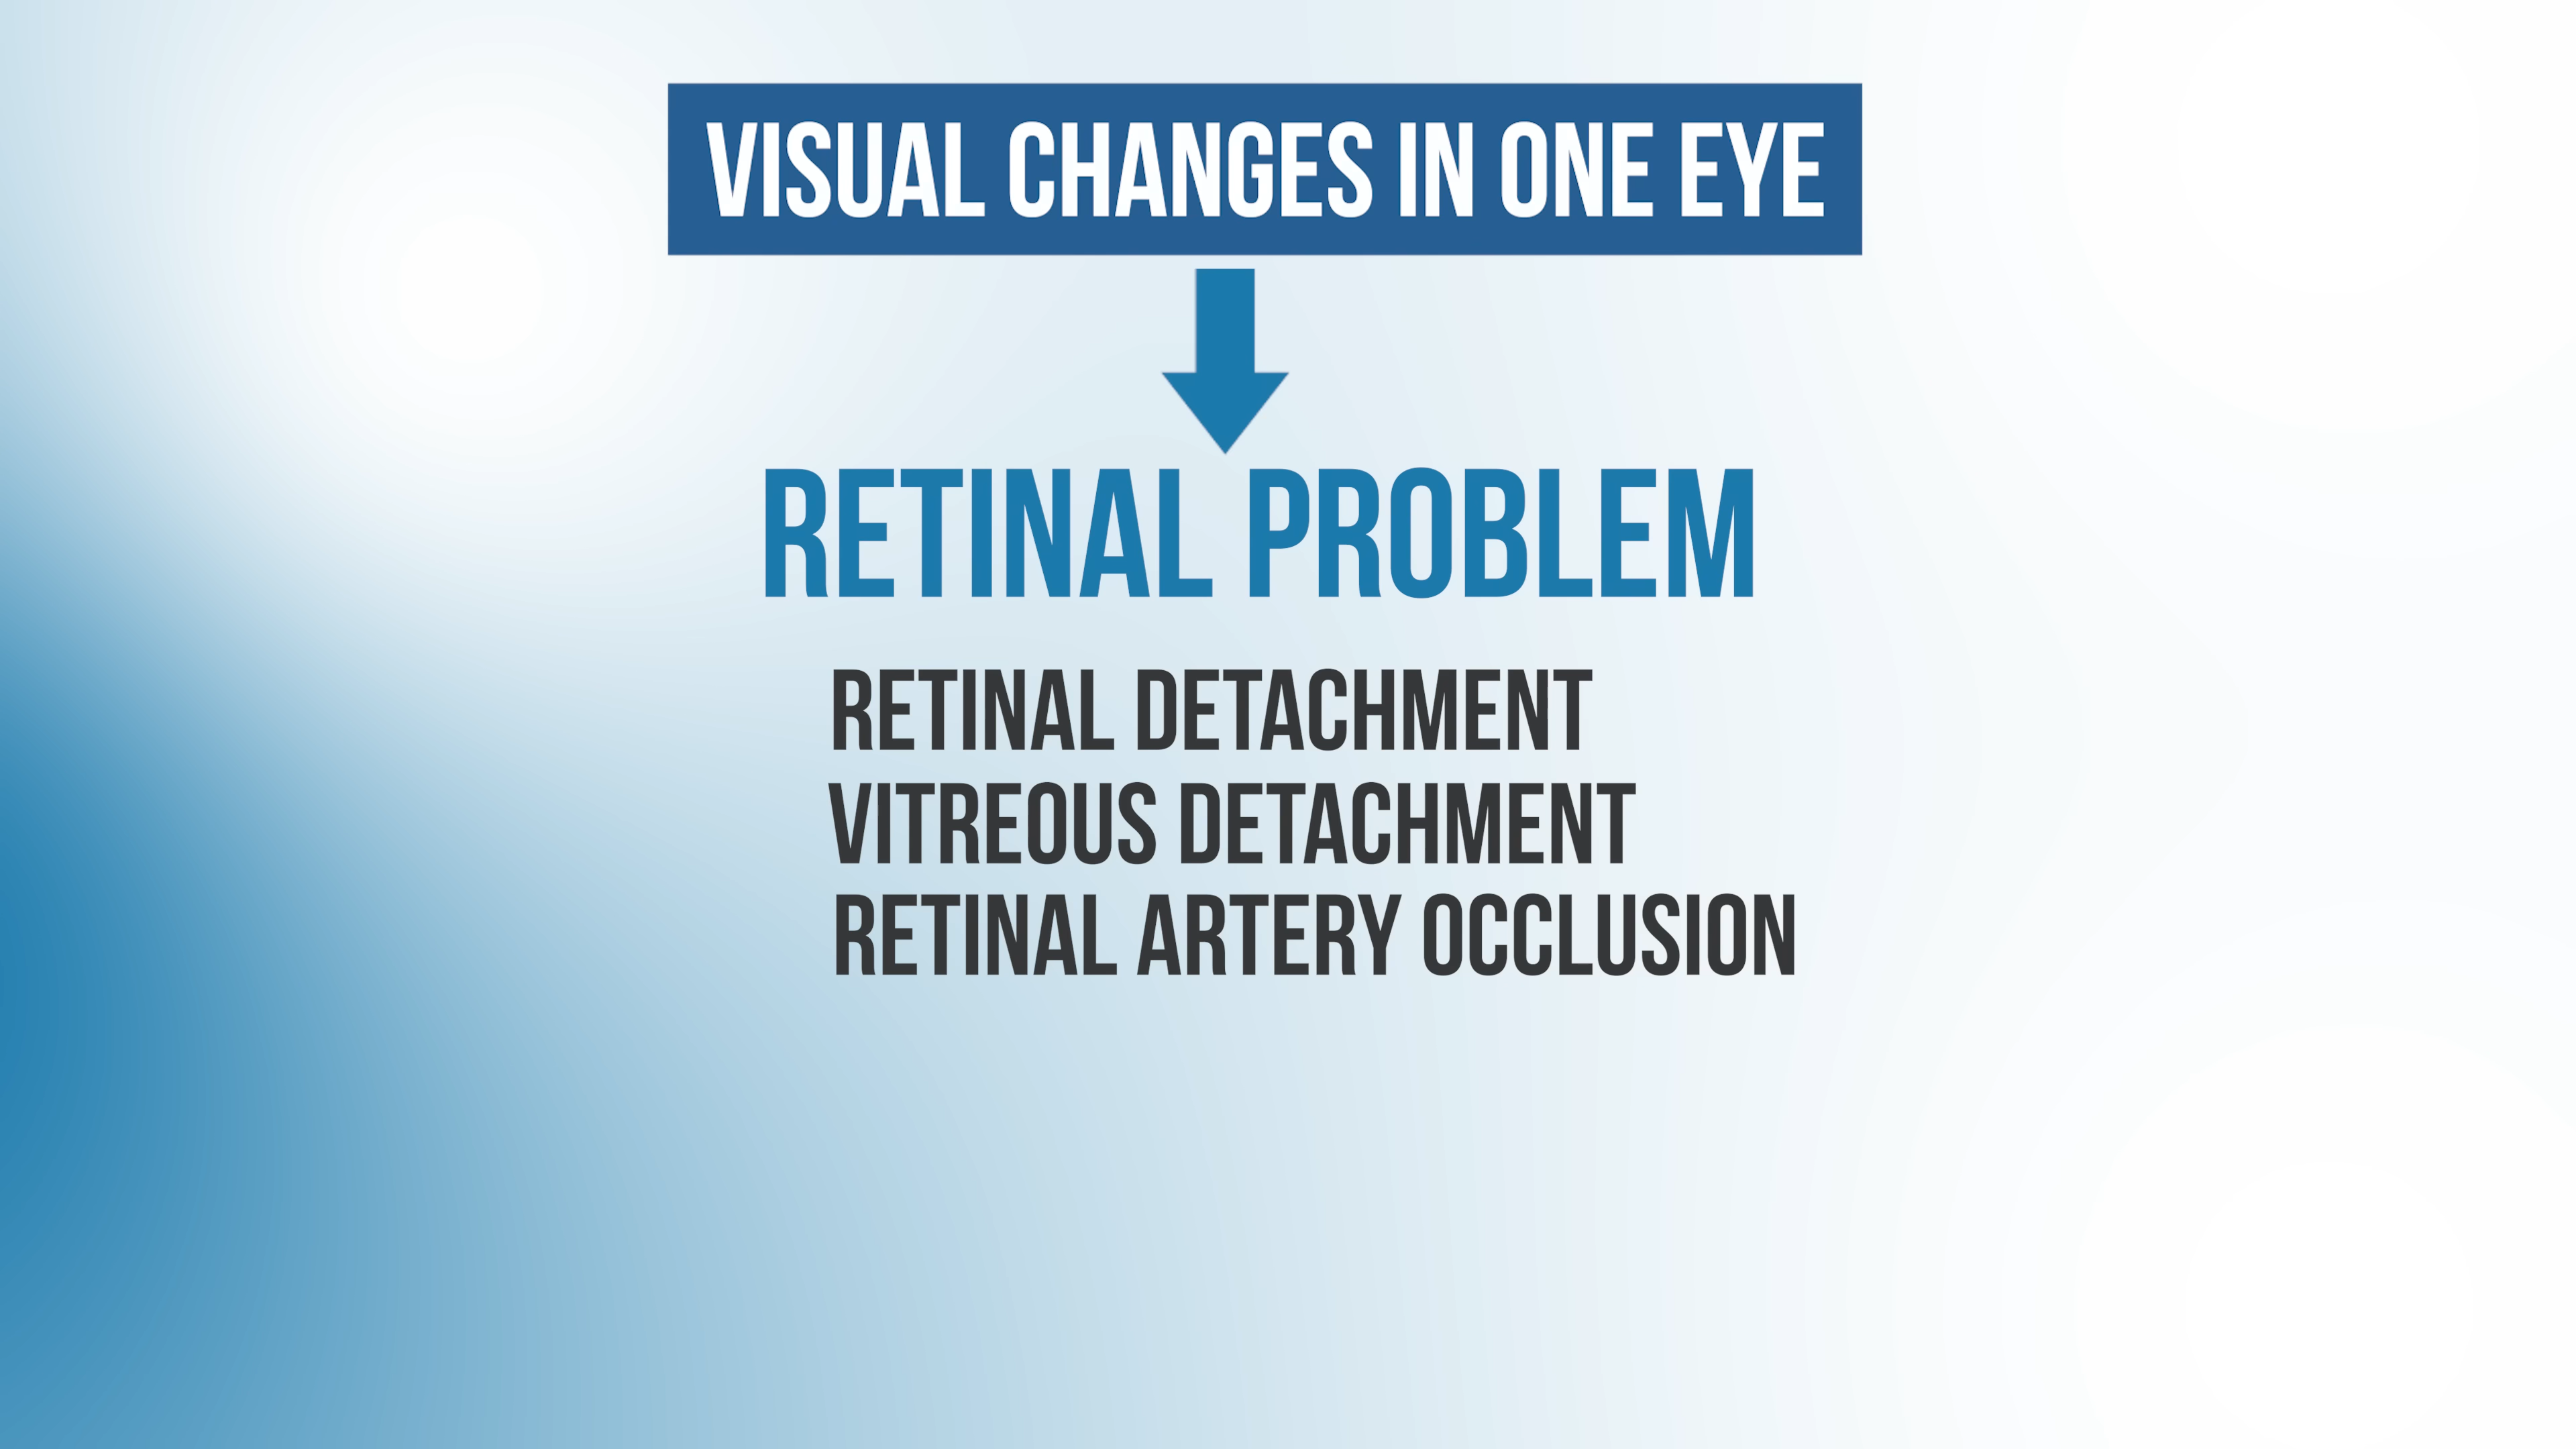 VISUAL CHANGES IN ONE EYE
RETINAL PROBLEM
RETINAL DETACHMENT
VITREOUS DETACHMENT
RETINAL ARTERY OCCLUSION